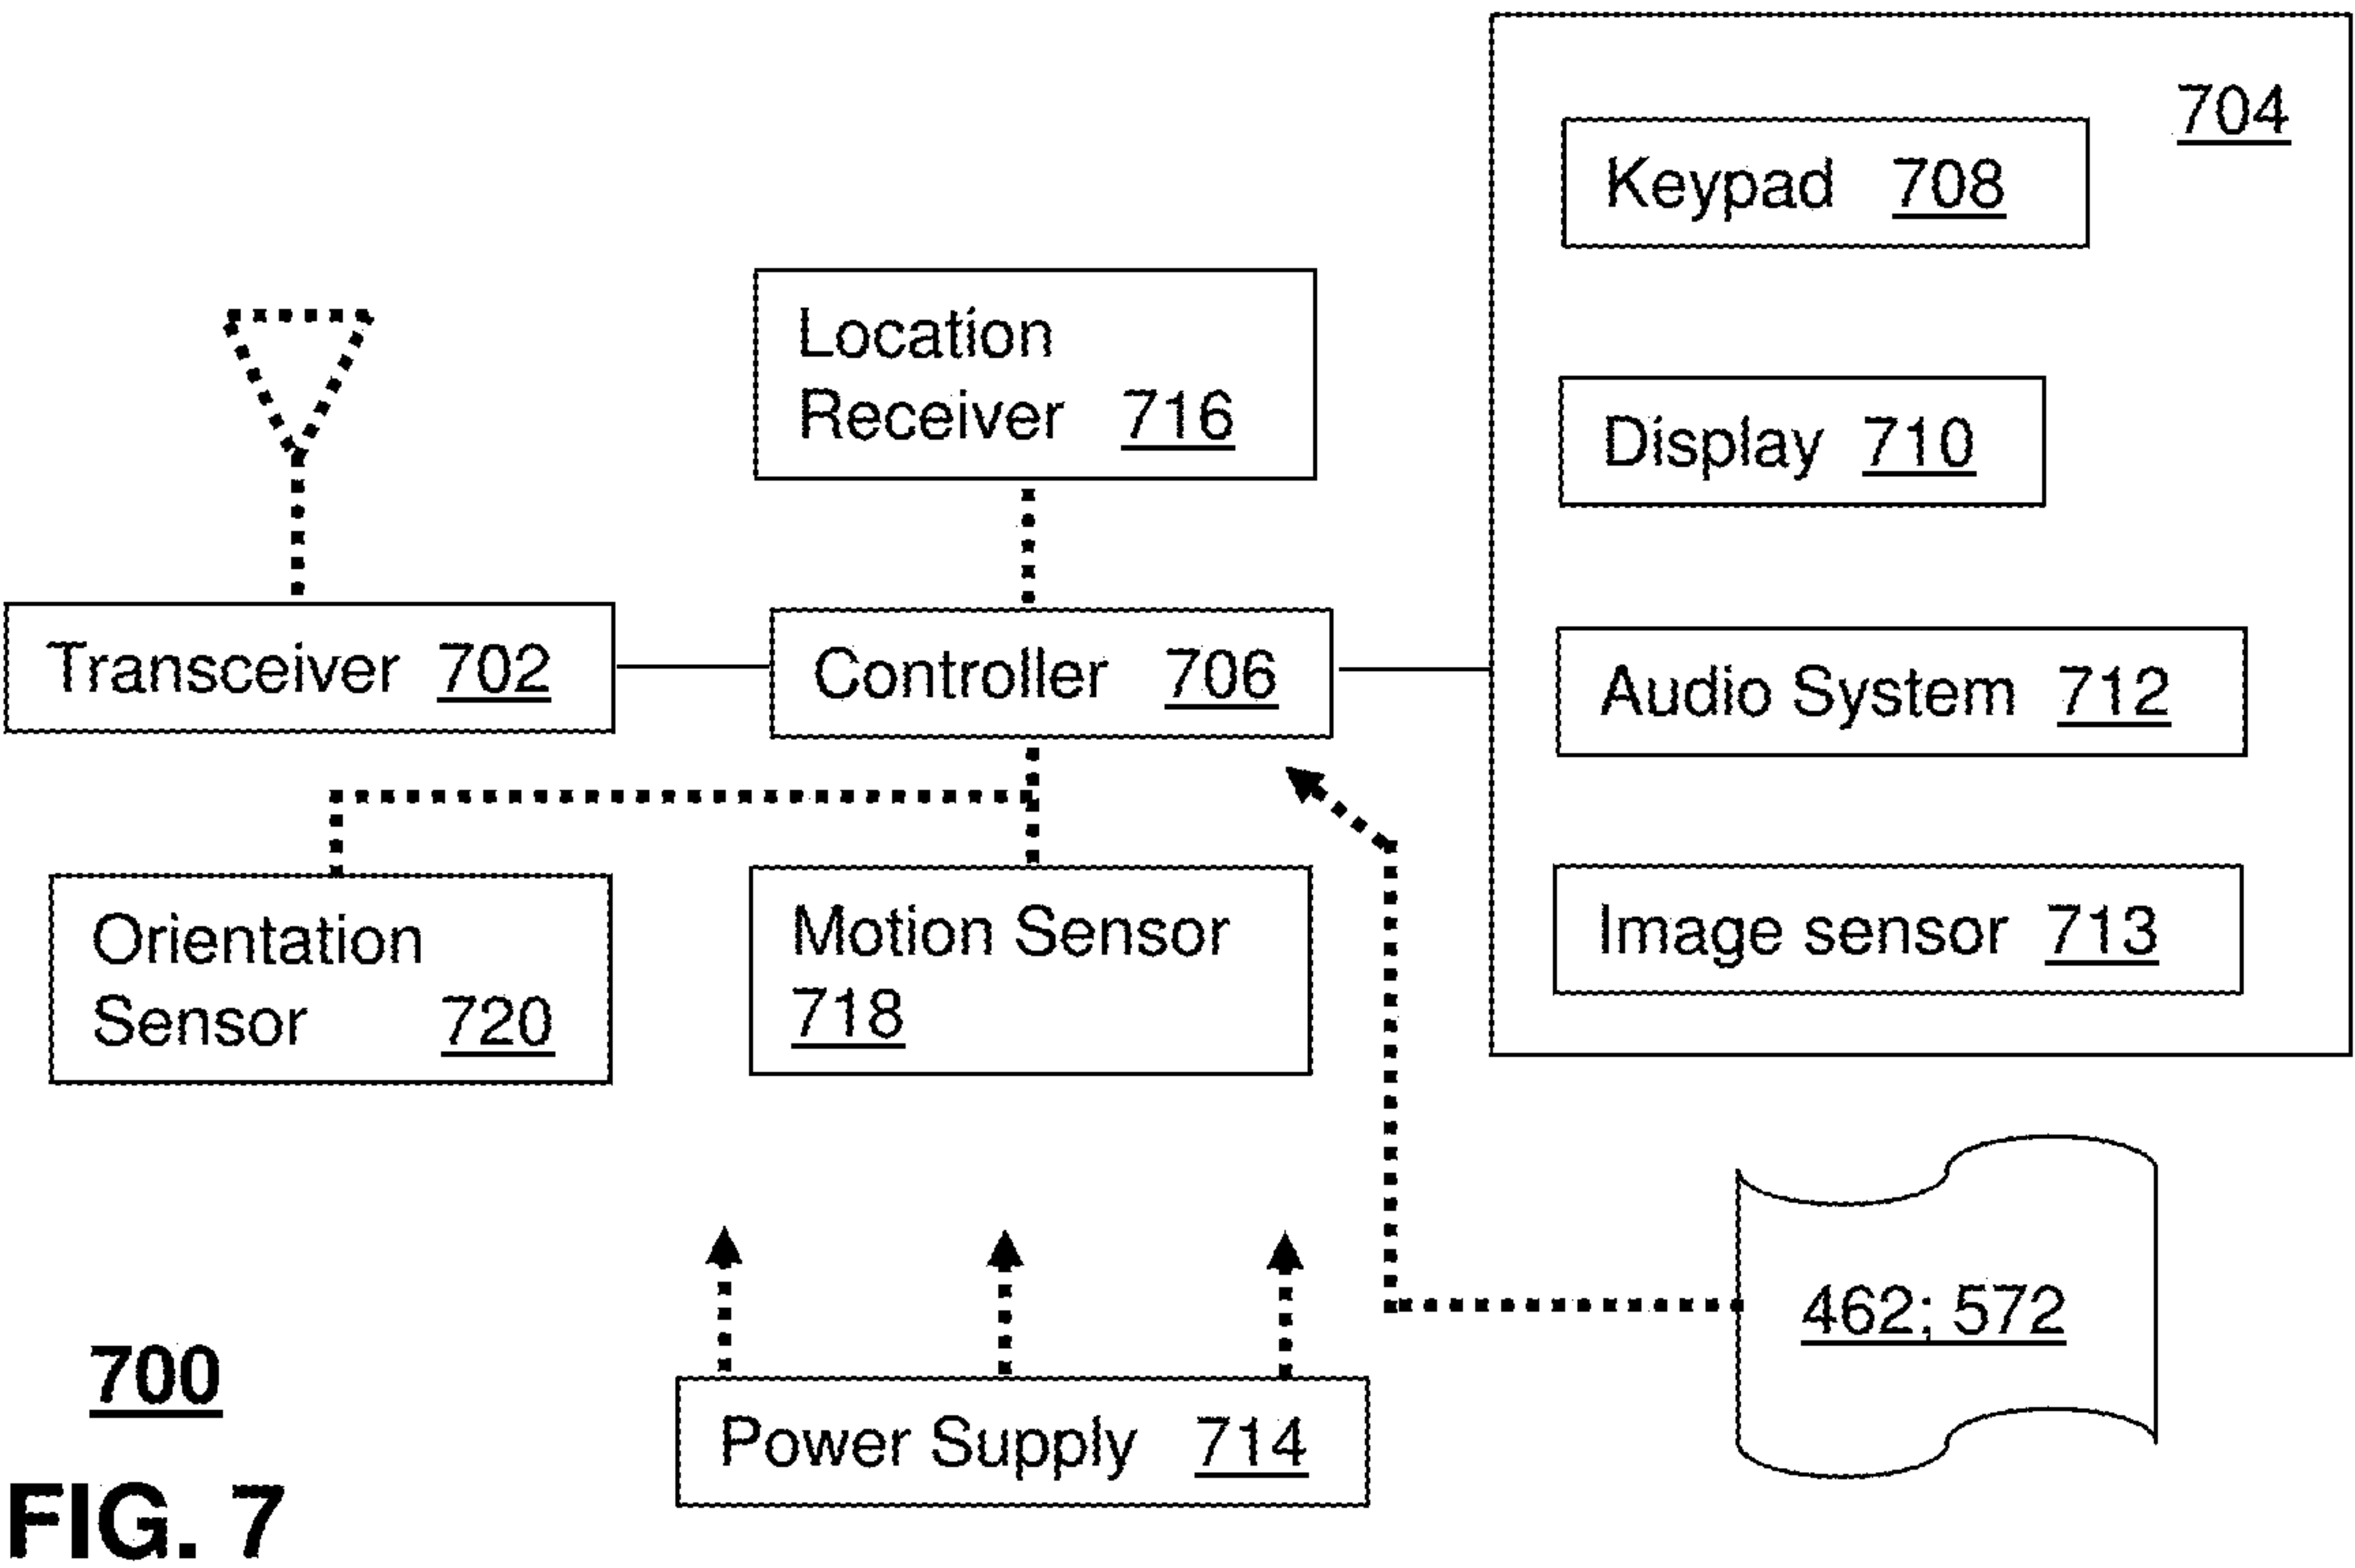 704
Keypad 708
Location
Receiver 716
Display 710
Transceiver 702
Controller 706
Audio System 712
Orientation
Sensor 720
Motion Sensor
718
Image sensor 713
462; 572
700
Power Supply 714
FIG. 7